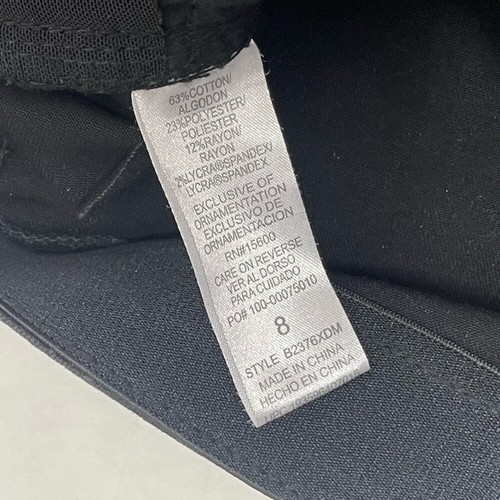 63%COTTON/
ALGODON
23%POLYESTER/
POLIESTER
12%RAYON/
RAYON
2%LYCRA®SPANDEX/
LYCRA®SPANDEX
EXCLUSIVE OF
ORNAMENTATION
EXCLUSIVO DE
ORNAMENTACION
RN#15600
CARE ON REVERSE
VER AL DORSO
PARA CUIDADO
PO# 100-00075010
8
STYLE B2376XDM
MADE IN CHINA
HECHO EN CHINA